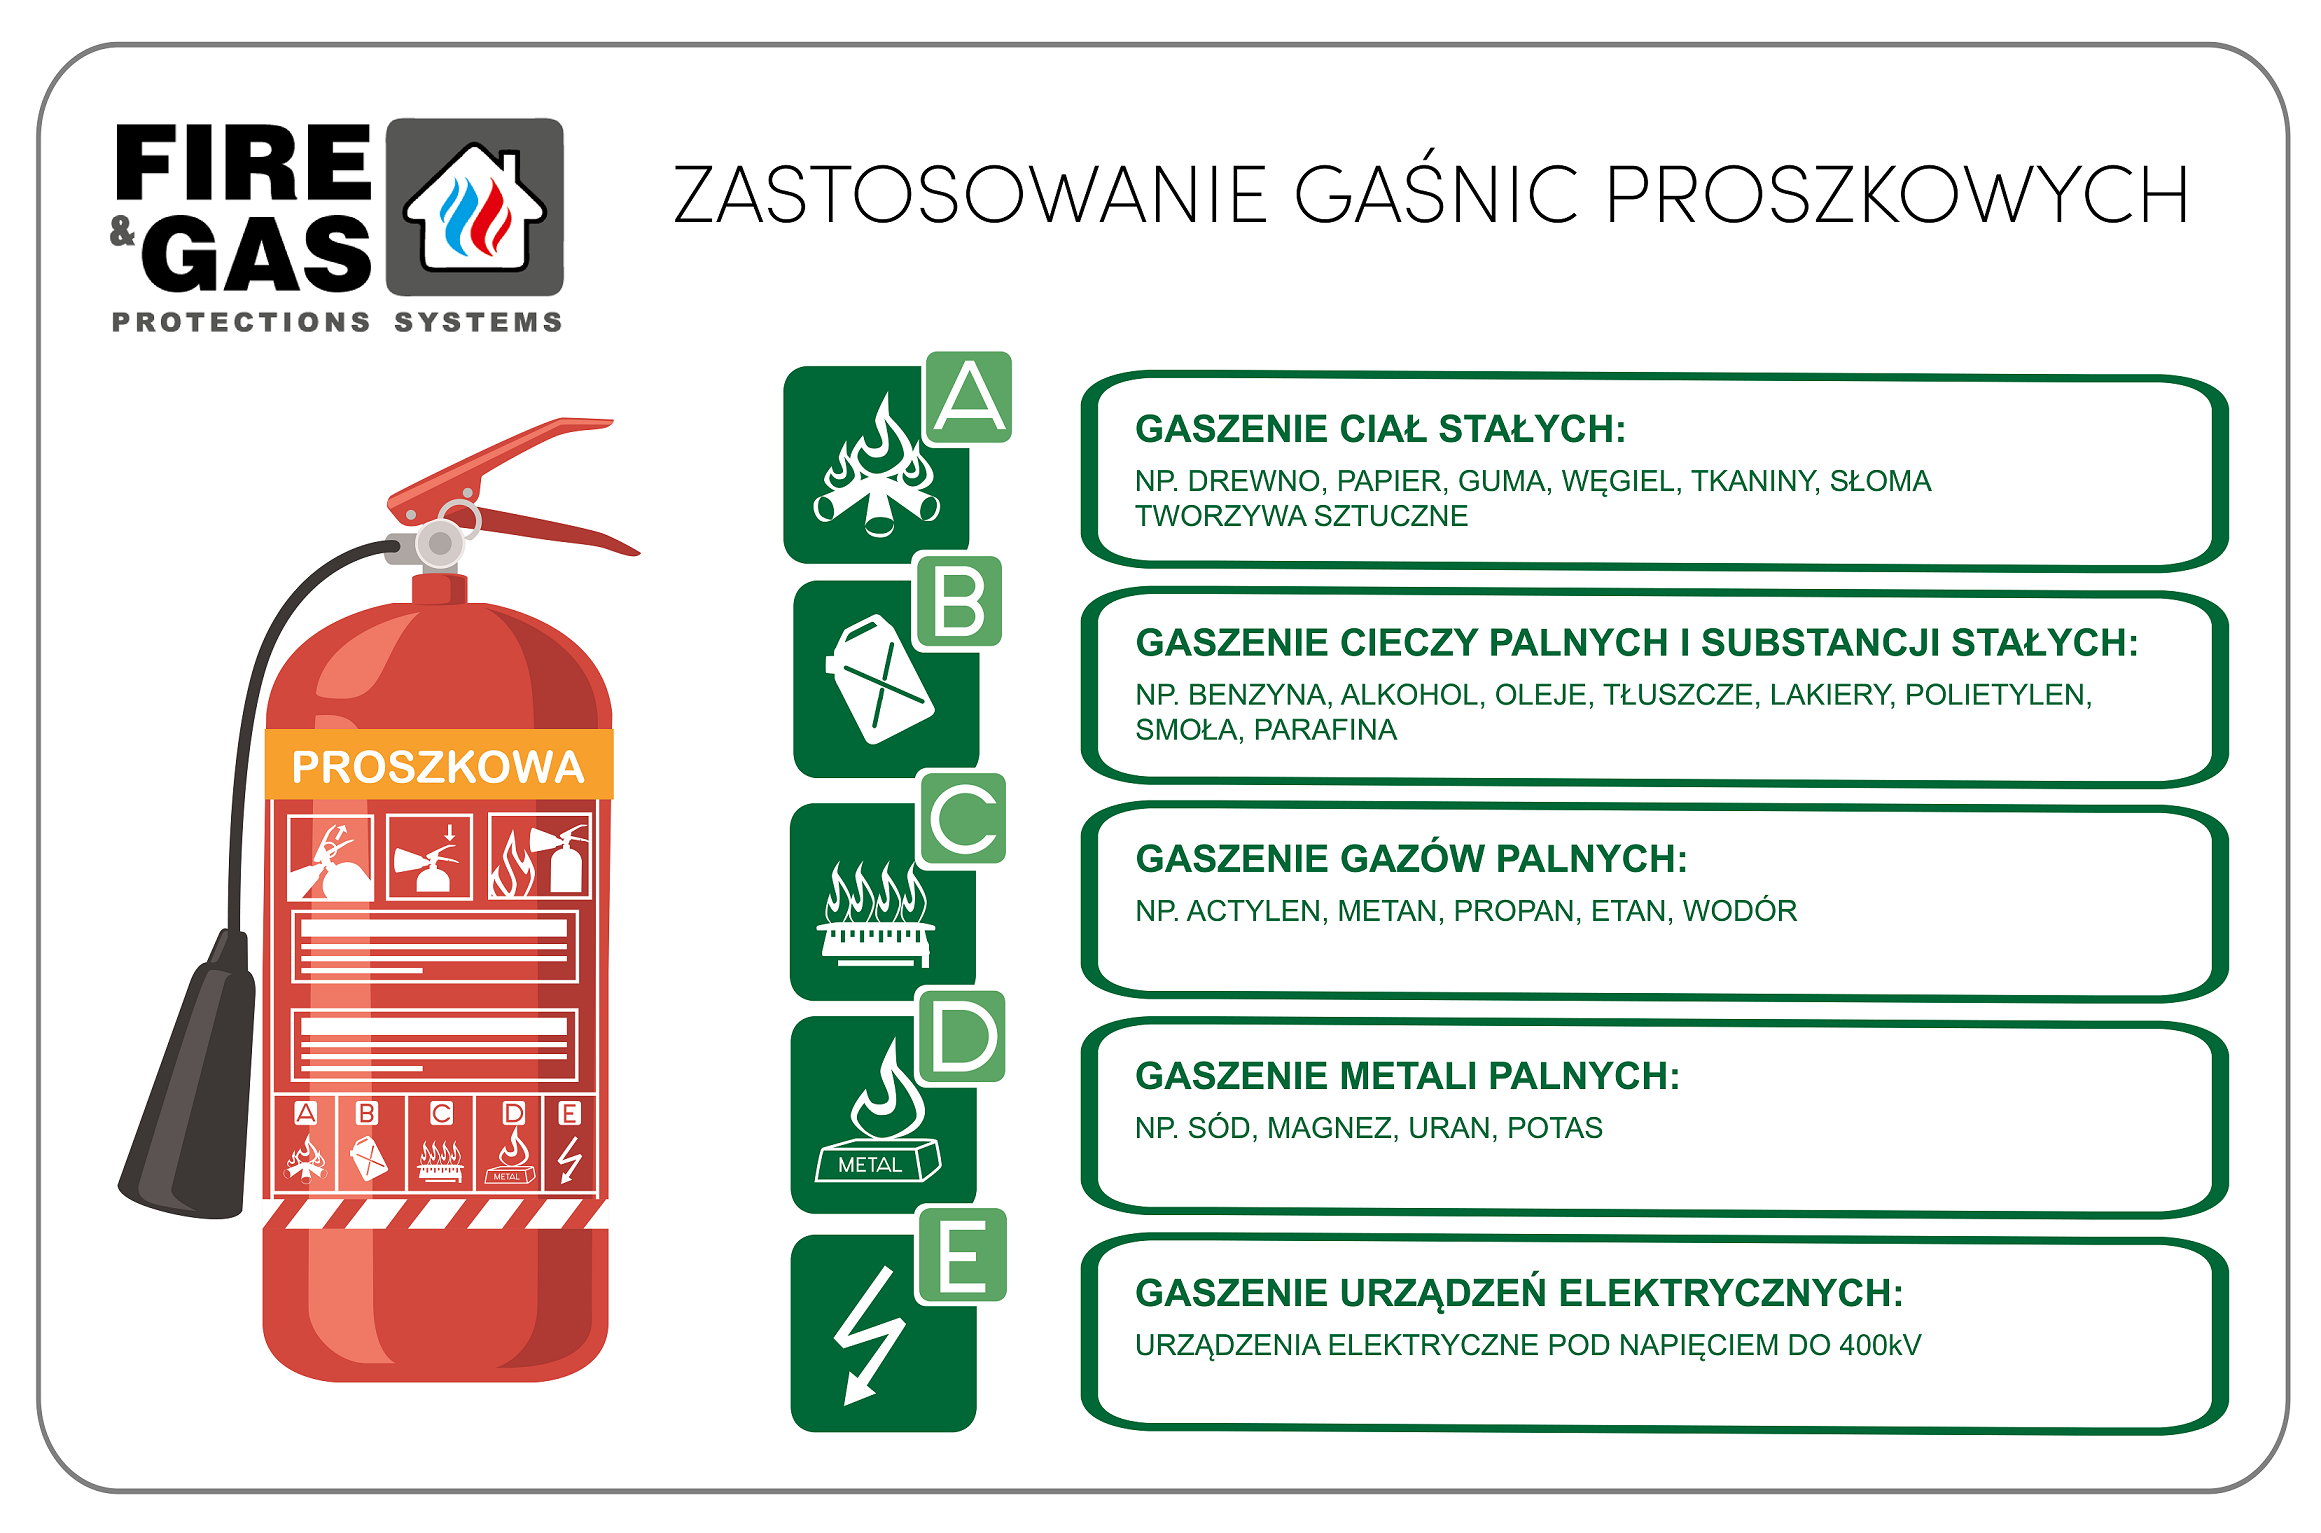 FIRE
& GAS
PROTECTIONS SYSTEMS
ZASTOSOWANIE GAŚNIC PROSZKOWYCH
PROSZKOWA
A B C D E
METAL
A
GASZENIE CIAŁ STAŁYCH:
NP. DREWNO, PAPIER, GUMA, WĘGIEL, TKANINY, SŁOMA
TWORZYWA SZTUCZNE
B
GASZENIE CIECZY PALNYCH I SUBSTANCJI STAŁYCH:
NP. BENZYNA, ALKOHOL, OLEJE, TŁUSZCZE, LAKIERY, POLIETYLEN,
SMOŁA, PARAFINA
C
GASZENIE GAZÓW PALNYCH:
NP. ACTYLEN, METAN, PROPAN, ETAN, WODÓR
D
METAL
GASZENIE METALI PALNYCH:
NP. SÓD, MAGNEZ, URAN, POTAS
E
GASZENIE URZĄDZEŃ ELEKTRYCZNYCH:
URZĄDZENIA ELEKTRYCZNE POD NAPIĘCIEM DO 400kV